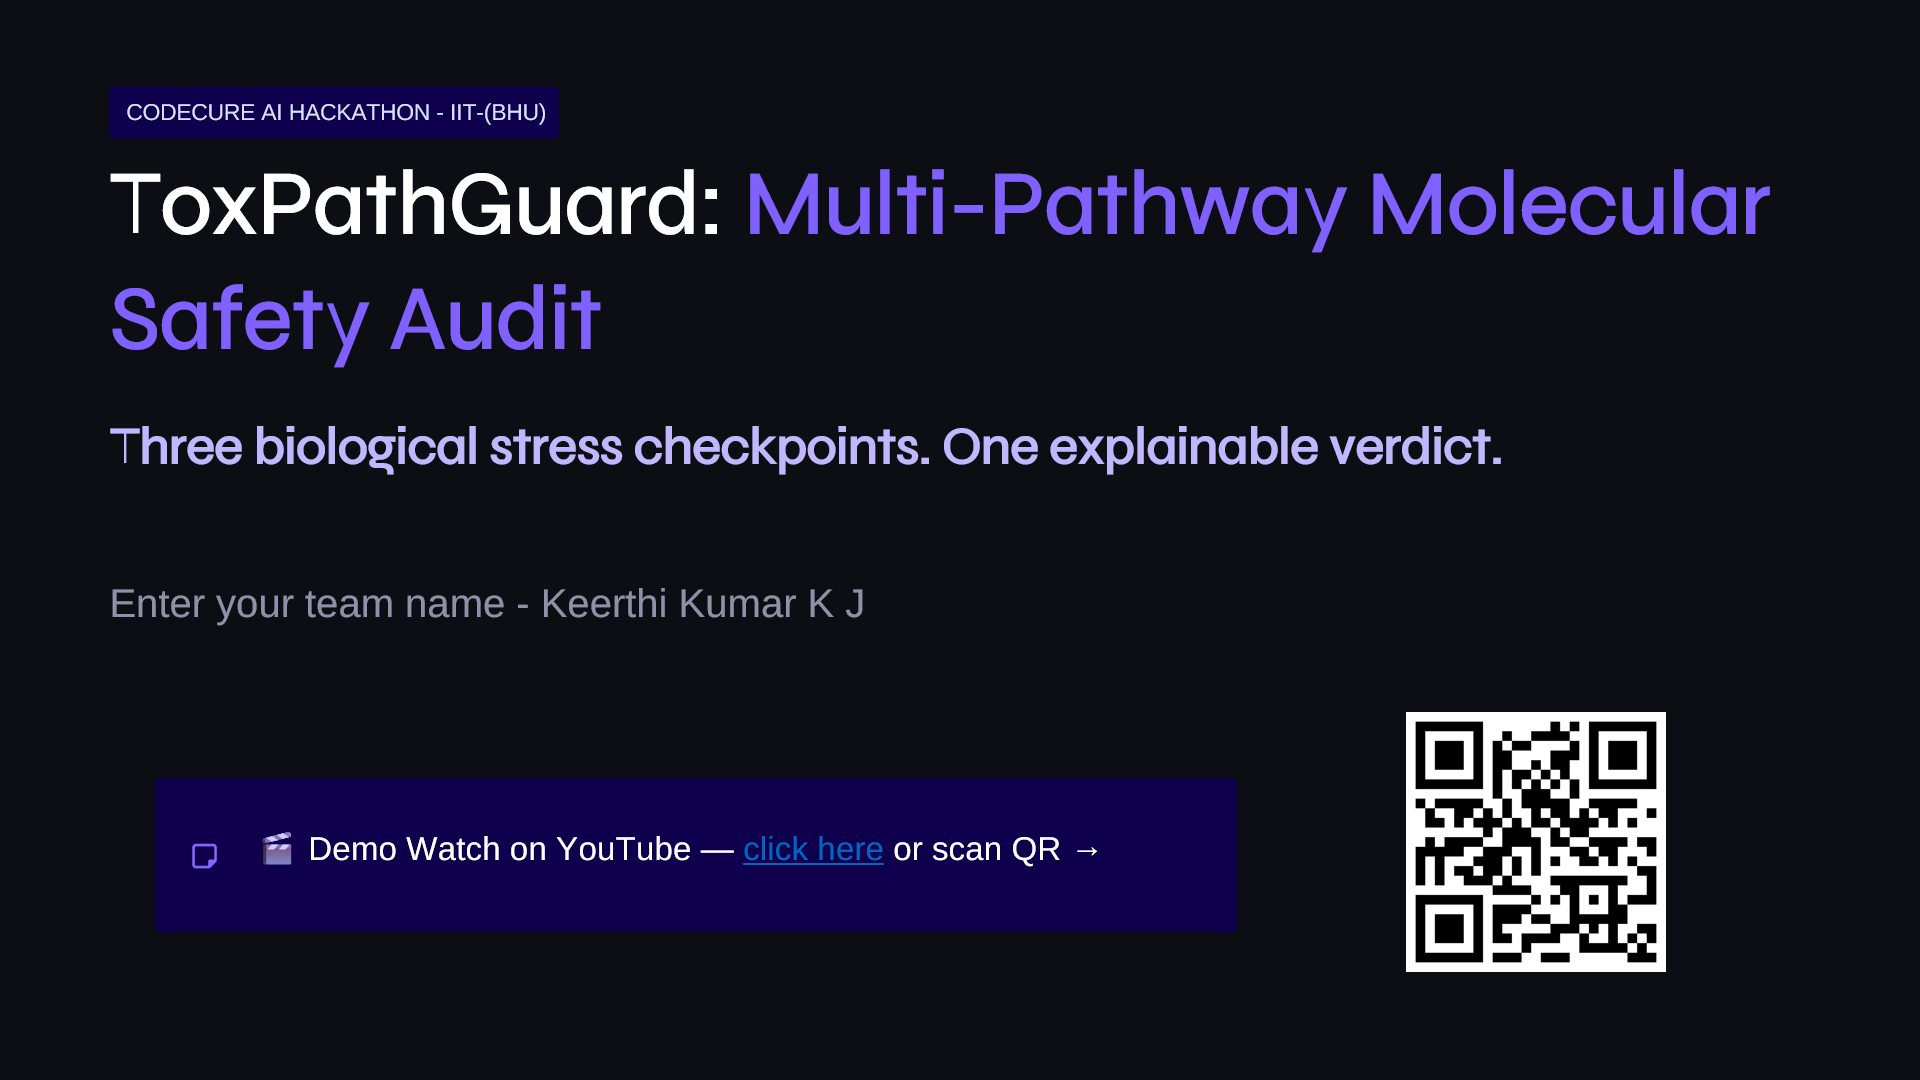 CODECURE AI HACKATHON - IIT-(BHU)
ToxPathGuard: Multi-Pathway Molecular
Safety Audit
Three biological stress checkpoints. One explainable verdict.
Enter your team name - Keerthi Kumar K J
🎬 Demo Watch on YouTube — click here or scan QR →